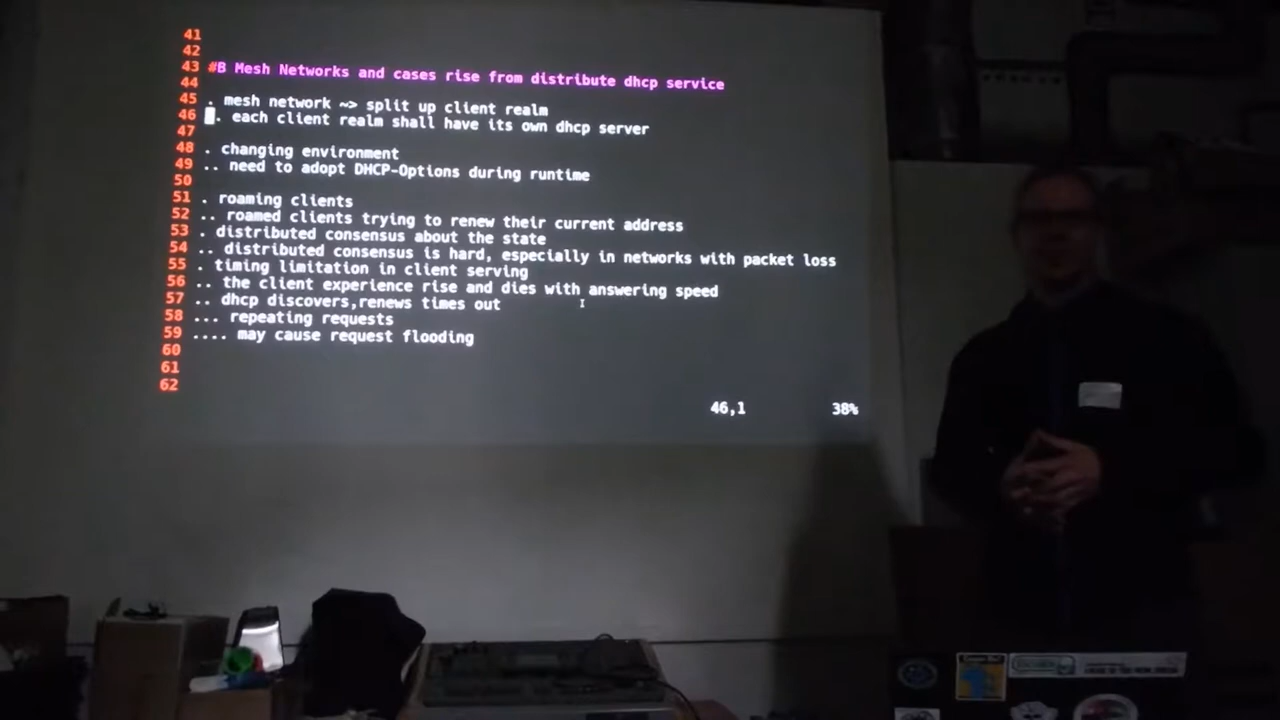 41
42
43 #B Mesh Networks and cases rise from distribute dhcp service
44
45 . mesh network ~> split up client realm
46 . each client realm shall have its own dhcp server
47
48 . changing environment
49 .. need to adopt DHCP-Options during runtime
50
51 . roaming clients
52 .. roamed clients trying to renew their current address
53 . distributed consensus about the state
54 .. distributed consensus is hard, especially in networks with packet loss
55 . timing limitation in client serving
56 .. the client experience rise and dies with answering speed
57 .. dhcp discovers,renews times out
58 ... repeating requests
59 .... may cause request flooding
60
61
62
46,1 38%